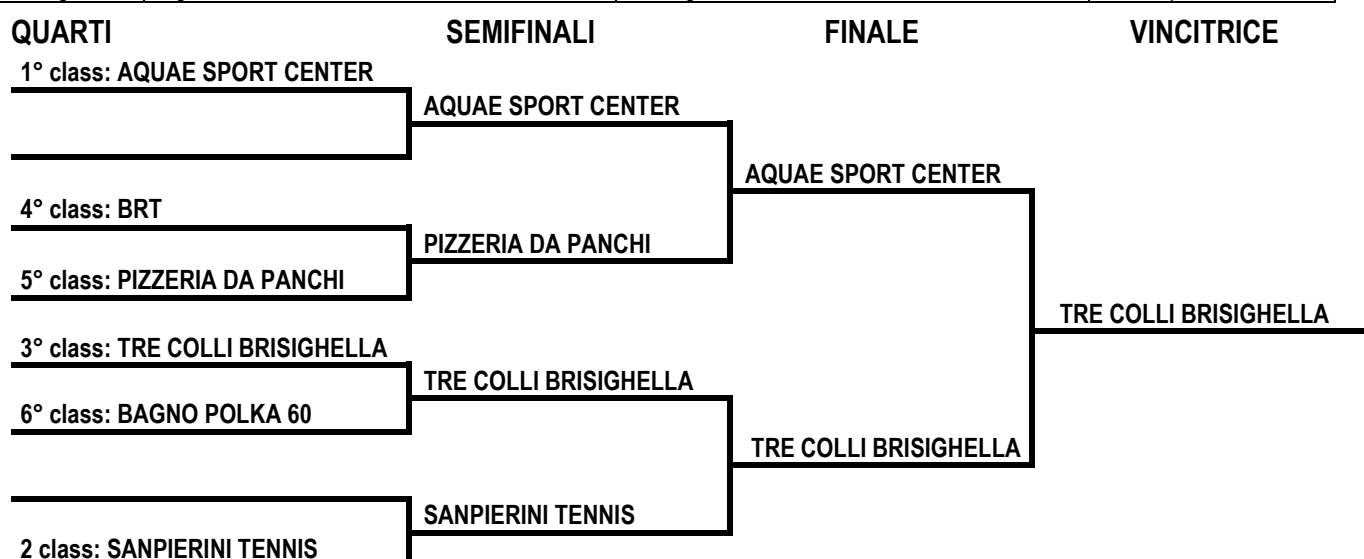 QUARTI SEMIFINALI FINALE VINCITRICE
1° class: AQUAE SPORT CENTER
AQUAE SPORT CENTER
AQUAE SPORT CENTER
4° class: BRT
PIZZERIA DA PANCHI
5° class: PIZZERIA DA PANCHI
TRE COLLI BRISIGHELLA
3° class: TRE COLLI BRISIGHELLA
TRE COLLI BRISIGHELLA
6° class: BAGNO POLKA 60
TRE COLLI BRISIGHELLA
SANPIERINI TENNIS
2 class: SANPIERINI TENNIS